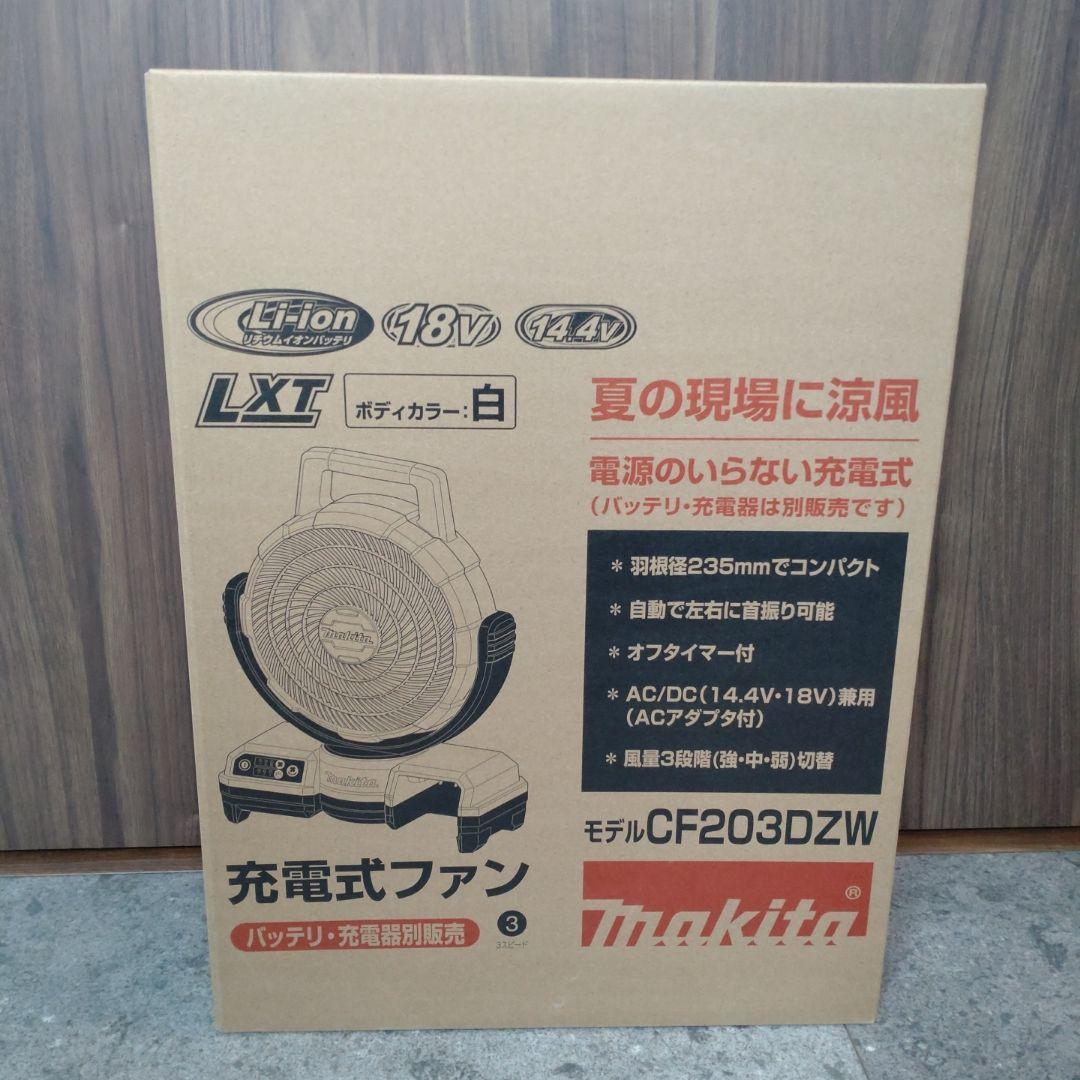 Li-ion
リチウムイオンバッテリ
18V
14.4V
LXT
ボディカラー:白
夏の現場に涼風
電源のいらない充電式
(バッテリ・充電器は別販売です)
* 羽根径235mmでコンパクト
* 自動で左右に首振り可能
* オフタイマー付
* AC/DC(14.4V・18V)兼用
(ACアダプタ付)
* 風量3段階(強・中・弱)切替
makita
makita
モデルCF203DZW
充電式ファン
バッテリ・充電器別販売
3
3スピード
makita®